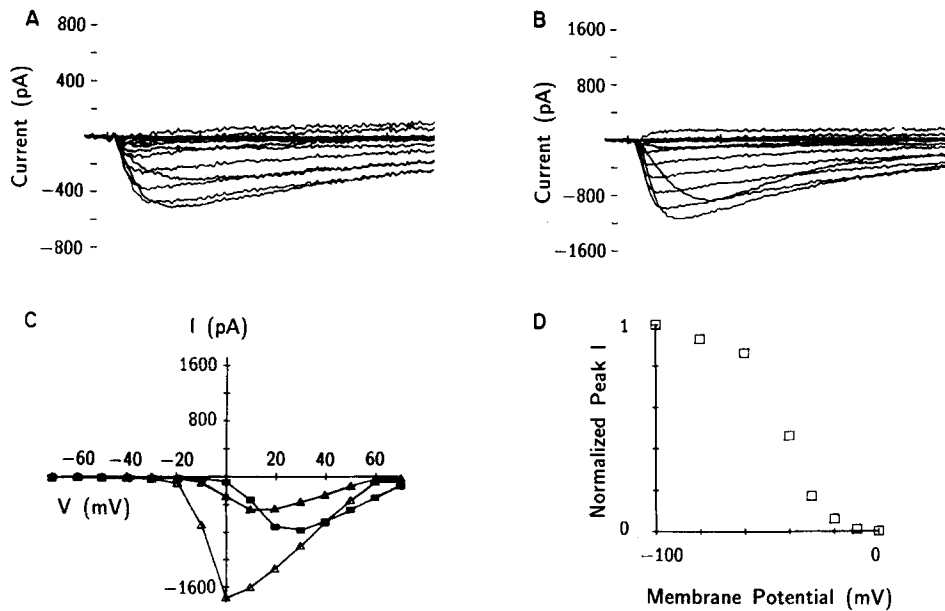 A
800
400
−400
−800
Current (pA)
B
1600
800
−800
−1600
Current (pA)
C
I (pA)
1600
800
−60 −40 −20 20 40 60
V (mV)
−1600
D
1
0
Normalized Peak I
−100 0
Membrane Potential (mV)